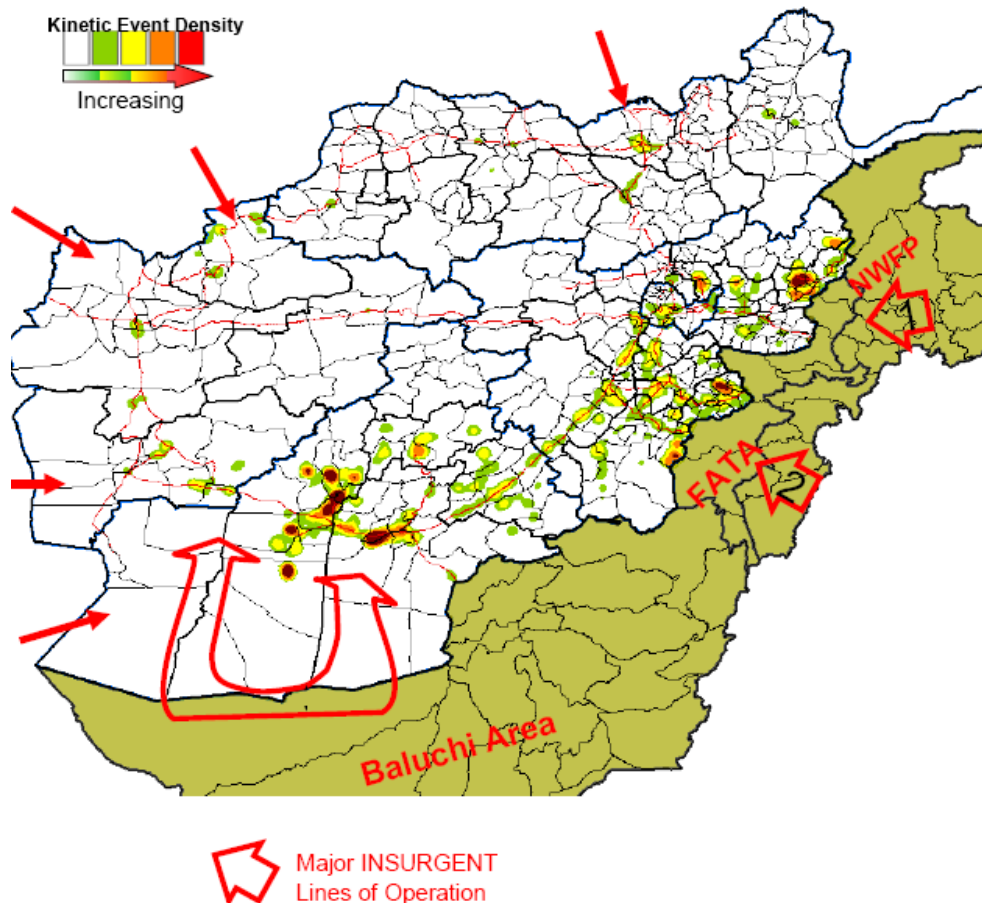 Kinetic Event Density
Increasing
NWFP
1
FATA
2
Baluchi Area
Major INSURGENT
Lines of Operation